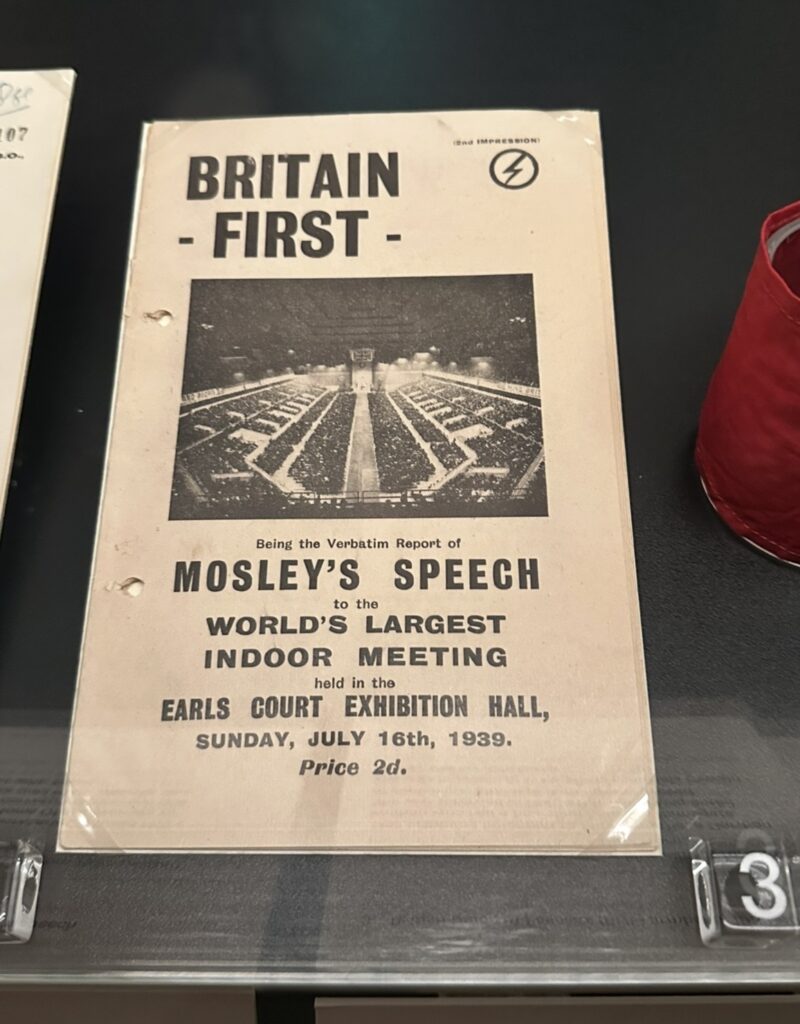 107
(2nd IMPRESSION)
BRITAIN
- FIRST -
Being the Verbatim Report of
MOSLEY'S SPEECH
to the
WORLD'S LARGEST
INDOOR MEETING
held in the
EARLS COURT EXHIBITION HALL,
SUNDAY, JULY 16th, 1939.
Price 2d.
3